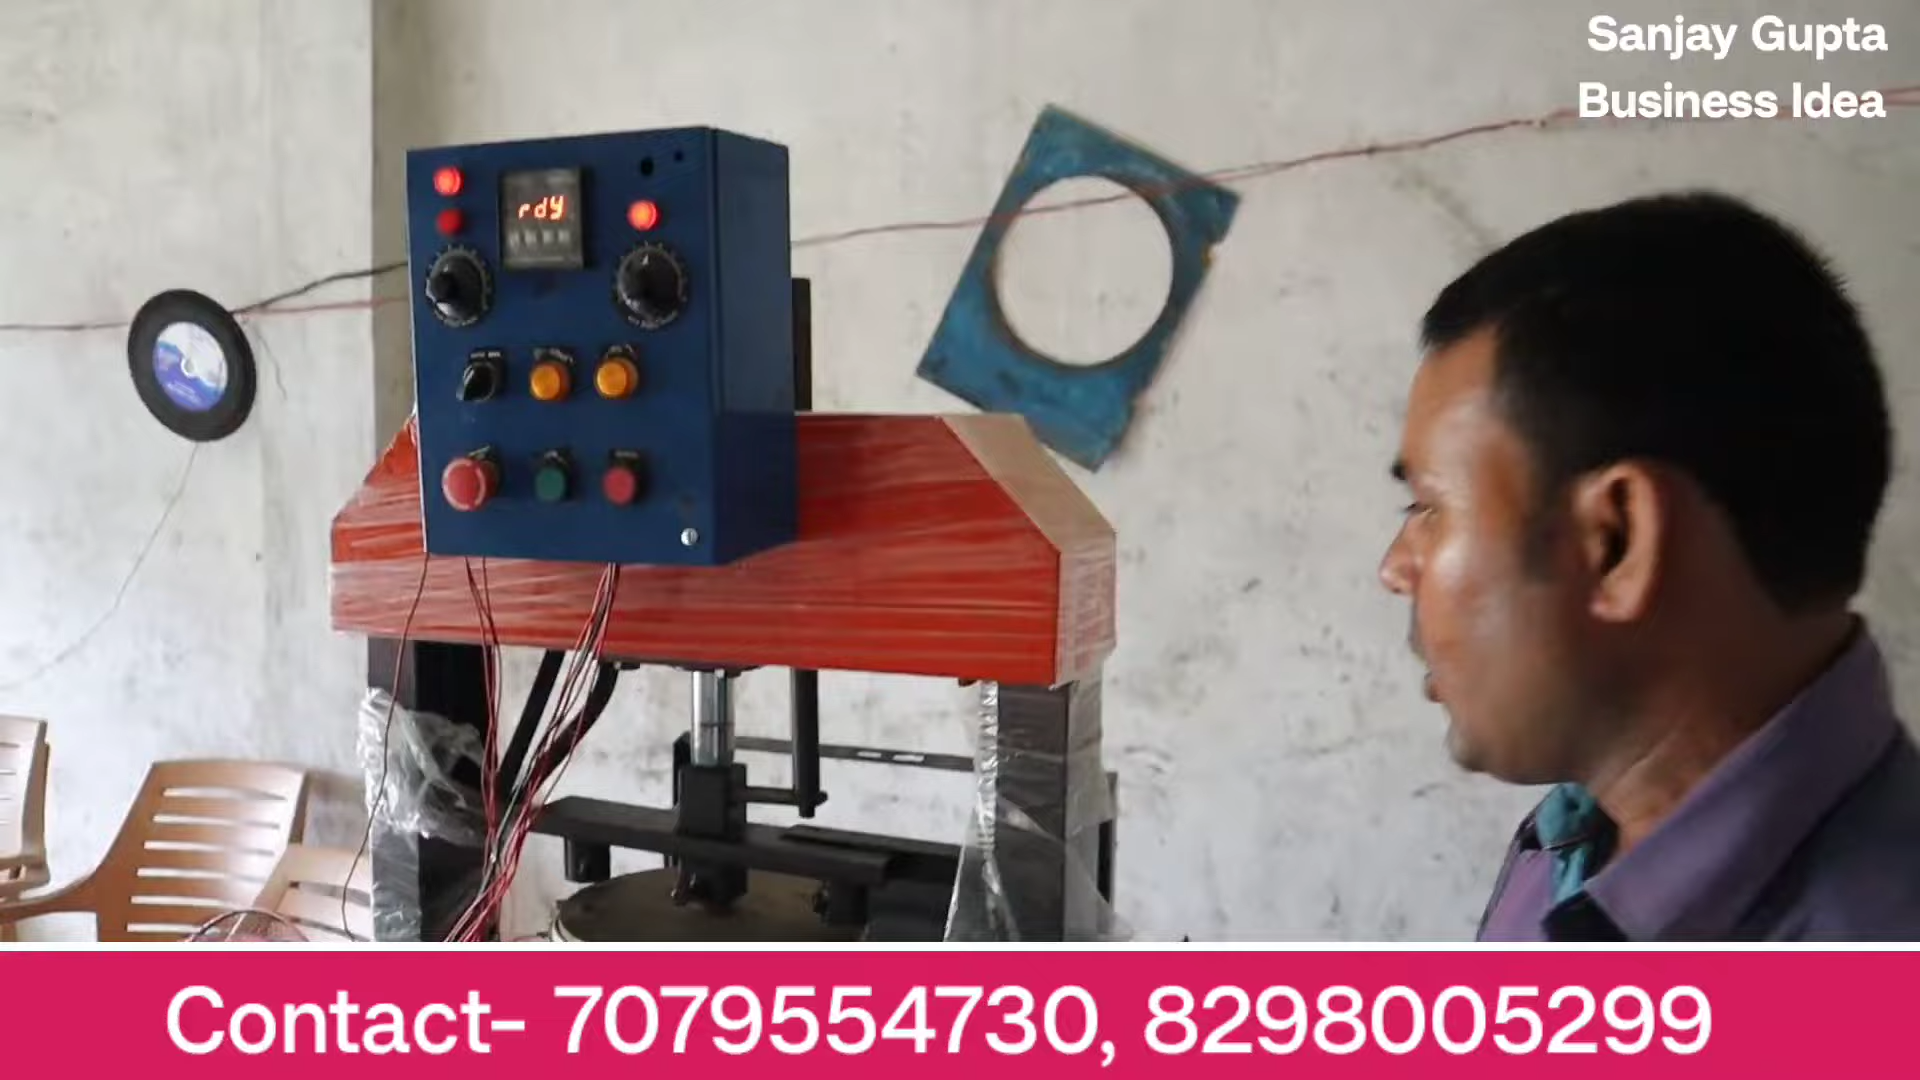 Sanjay Gupta
Business Idea
rdy
Contact- 7079554730, 8298005299